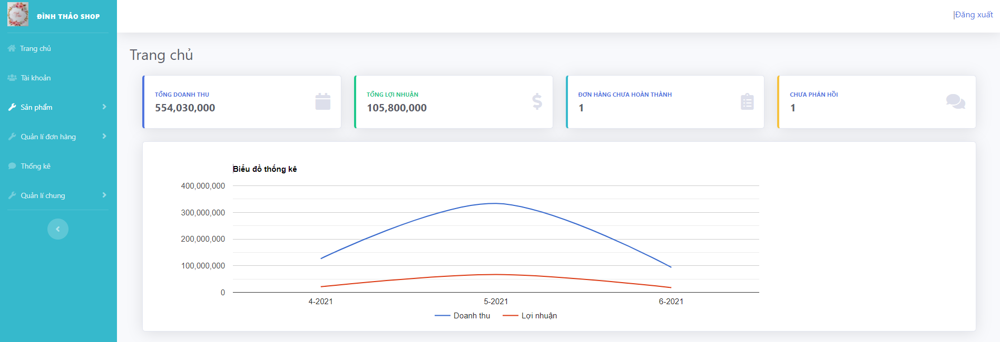 ĐÌNH THẢO SHOP
|Đăng xuất
Trang chủ
Tài khoản
Sản phẩm
Quản lí đơn hàng
Thống kê
Quản lí chung
Trang chủ
TỔNG DOANH THU
554,030,000
TỔNG LỢI NHUẬN
105,800,000
ĐƠN HÀNG CHƯA HOÀN THÀNH
1
CHƯA PHẢN HỒI
1
Biểu đồ thống kê
400,000,000
300,000,000
200,000,000
100,000,000
0
4-2021 5-2021 6-2021
Doanh thu Lợi nhuận